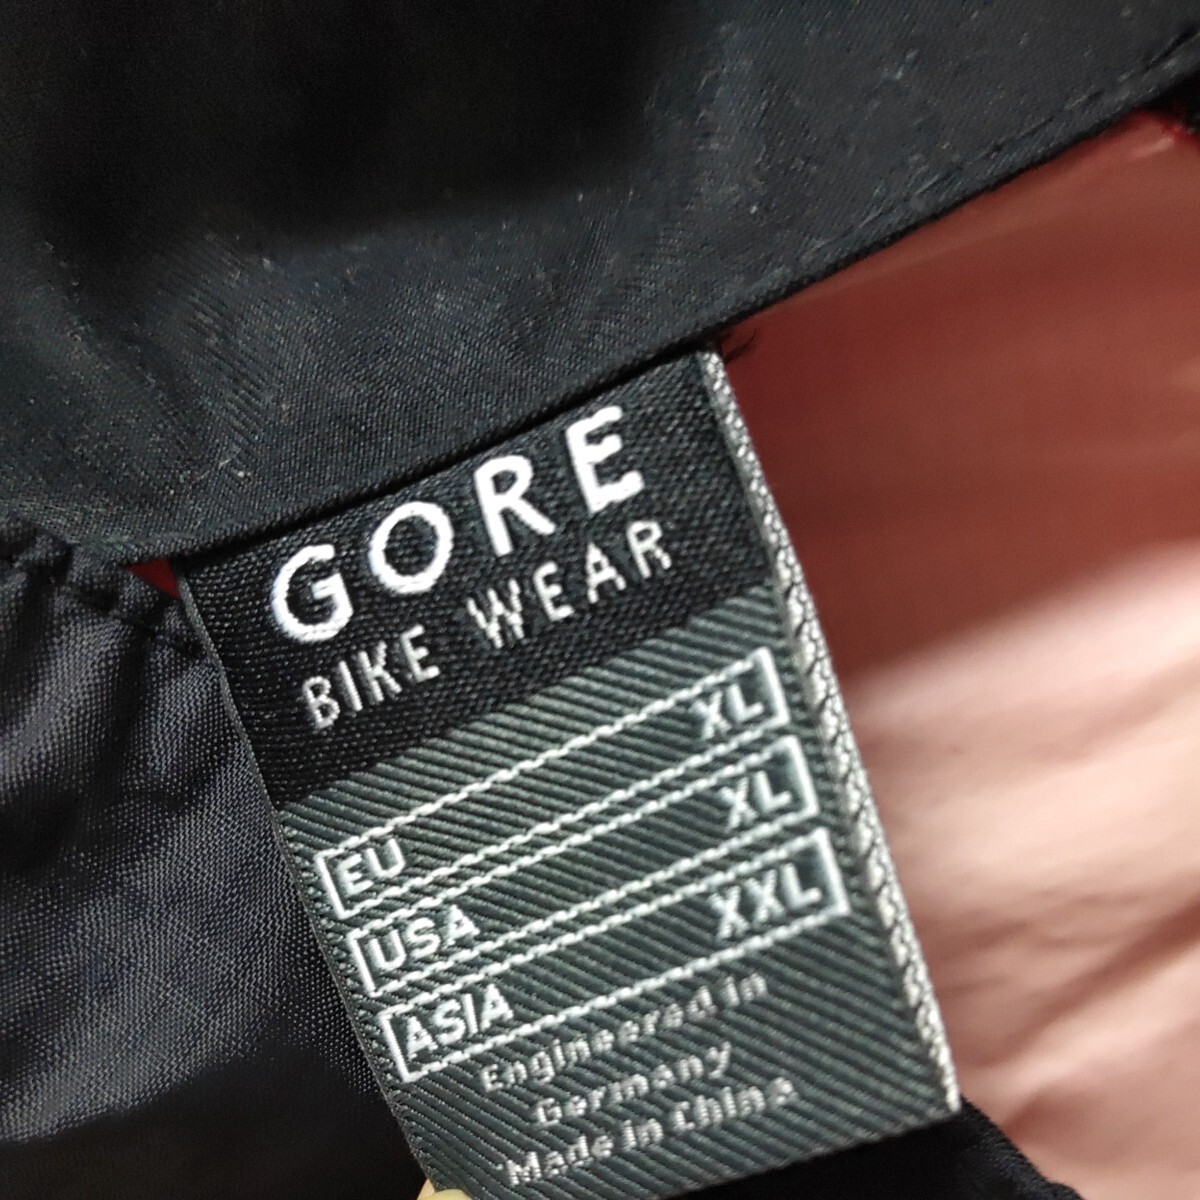 GORE
BIKE WEAR
EU XL
USA XL
ASIA XXL
Engineered in
Germany
Made in China